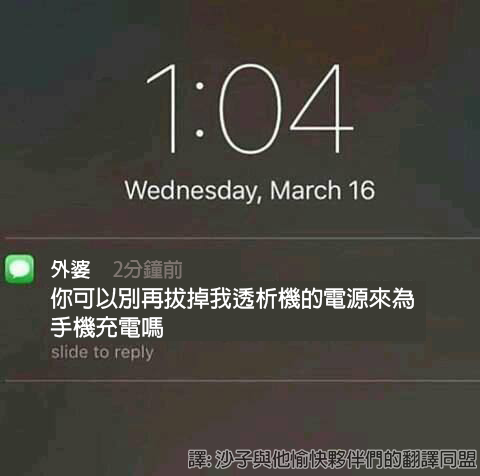 1:04
Wednesday, March 16
外婆 2分鐘前
你可以別再拔掉我透析機的電源來為
手機充電嗎
slide to reply
譯: 沙子與他愉快夥伴們的翻譯同盟